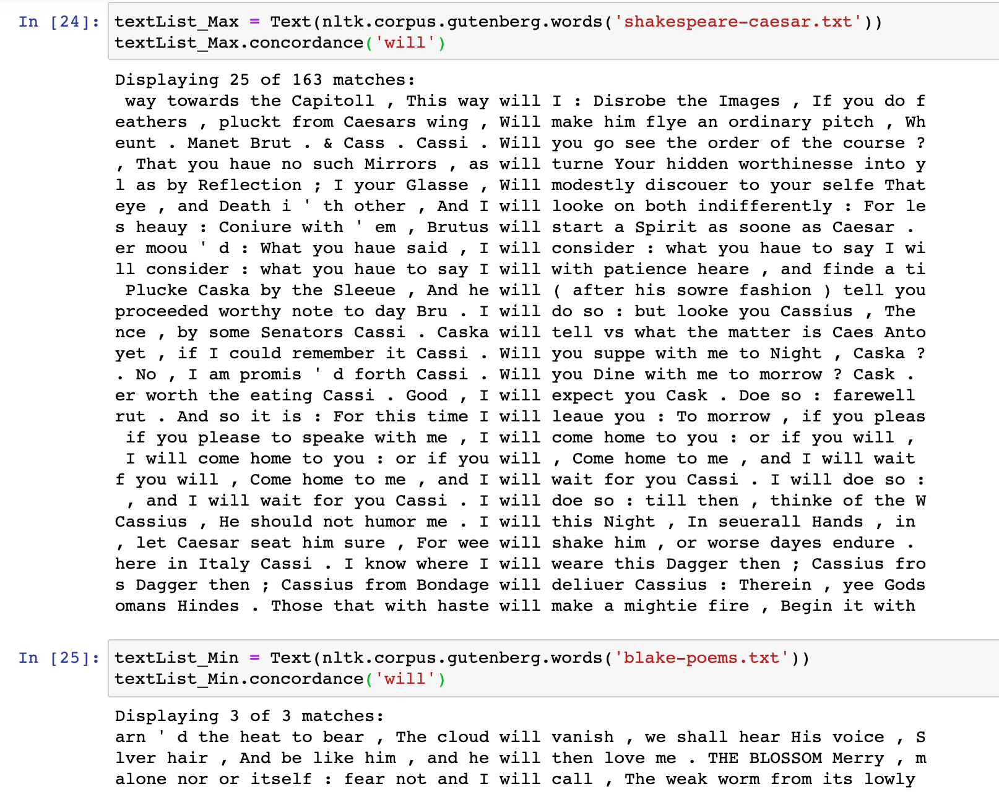 In [24]: textList_Max = Text(nltk.corpus.gutenberg.words('shakespeare-caesar.txt'))
textList_Max.concordance('will')
Displaying 25 of 163 matches:
 way towards the Capitoll , This way will I : Disrobe the Images , If you do f
eathers , pluckt from Caesars wing , Will make him flye an ordinary pitch , Wh
eunt . Manet Brut . & Cass . Cassi . Will you go see the order of the course ?
, That you haue no such Mirrors , as will turne Your hidden worthinesse into y
l as by Reflection ; I your Glasse , Will modestly discouer to your selfe That
eye , and Death i ' th other , And I will looke on both indifferently : For le
s heauy : Coniure with ' em , Brutus will start a Spirit as soone as Caesar .
er moou ' d : What you haue said , I will consider : what you haue to say I wi
ll consider : what you haue to say I will with patience heare , and finde a ti
 Plucke Caska by the Sleeue , And he will ( after his sowre fashion ) tell you
proceeded worthy note to day Bru . I will do so : but looke you Cassius , The
nce , by some Senators Cassi . Caska will tell vs what the matter is Caes Anto
yet , if I could remember it Cassi . Will you suppe with me to Night , Caska ?
. No , I am promis ' d forth Cassi . Will you Dine with me to morrow ? Cask .
er worth the eating Cassi . Good , I will expect you Cask . Doe so : farewell
rut . And so it is : For this time I will leaue you : To morrow , if you pleas
 if you please to speake with me , I will come home to you : or if you will ,
 I will come home to you : or if you will , Come home to me , and I will wait
f you will , Come home to me , and I will wait for you Cassi . I will doe so :
 , and I will wait for you Cassi . I will doe so : till then , thinke of the W
Cassius , He should not humor me . I will this Night , In seuerall Hands , in
, let Caesar seat him sure , For wee will shake him , or worse dayes endure .
here in Italy Cassi . I know where I will weare this Dagger then ; Cassius fro
s Dagger then ; Cassius from Bondage will deliuer Cassius : Therein , yee Gods
omans Hindes . Those that with haste will make a mightie fire , Begin it with
In [25]: textList_Min = Text(nltk.corpus.gutenberg.words('blake-poems.txt'))
textList_Min.concordance('will')
Displaying 3 of 3 matches:
arn ' d the heat to bear , The cloud will vanish , we shall hear His voice , S
lver hair , And be like him , and he will then love me . THE BLOSSOM Merry , m
alone nor or itself : fear not and I will call , The weak worm from its lowly